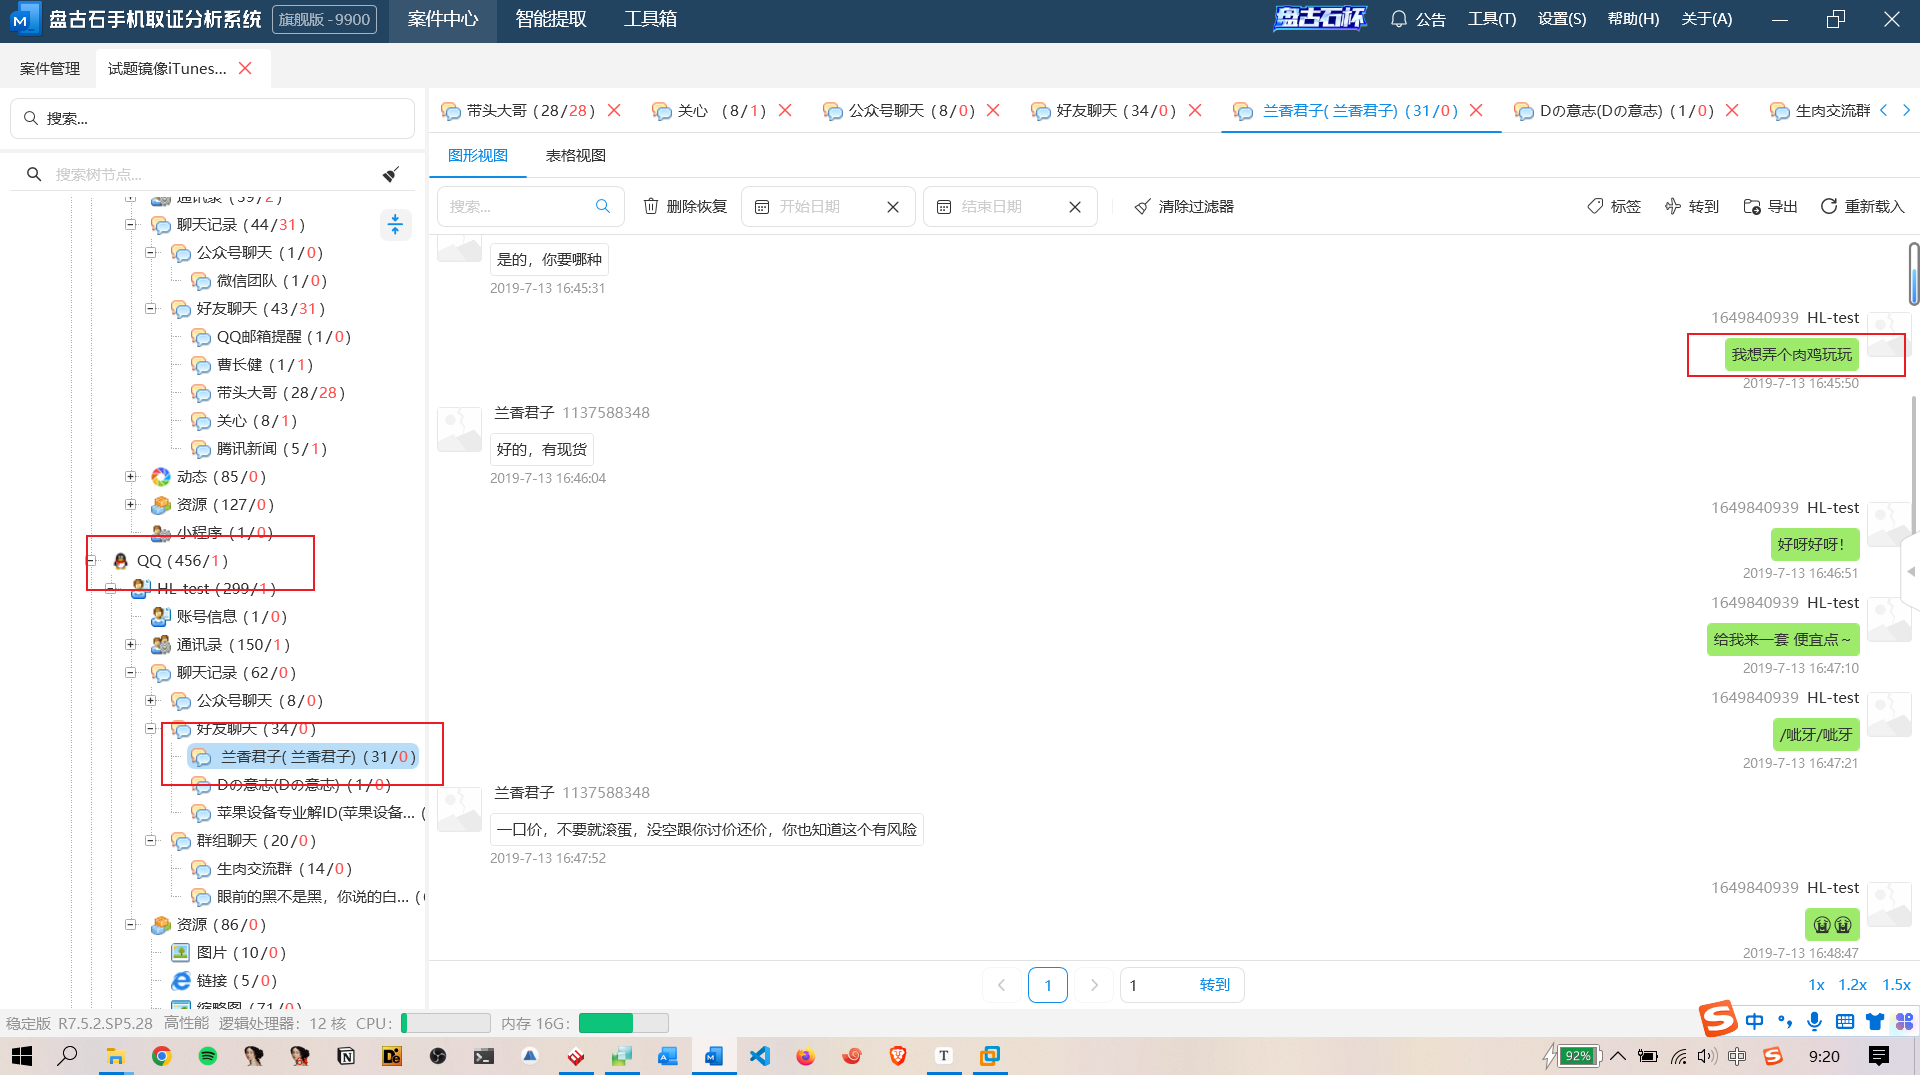 盘古石手机取证分析系统 旗舰版 -9900 案件中心 智能提取 工具箱 盘古石杯 公告 工具(T) 设置(S) 帮助(H) 关于(A)
案件管理 试题镜像iTunes...
搜索...
带头大哥 (28/28) 关心 (8/1) 公众号聊天 (8/0) 好友聊天 (34/0) 兰香君子( 兰香君子) (31/0) Dの意志(Dの意志) (1/0) 生肉交流群
图形视图 表格视图
搜索树节点...
搜索... 删除恢复 开始日期 结束日期 清除过滤器 标签 转到 导出 重新载入
通讯录 (39/2)
聊天记录 (44/31)
公众号聊天 (1/0)
微信团队 (1/0)
好友聊天 (43/31)
QQ邮箱提醒 (1/0)
曹长健 (1/1)
带头大哥 (28/28)
关心 (8/1)
腾讯新闻 (5/1)
动态 (85/0)
资源 (127/0)
小程序 (1/0)
QQ (456/1)
HL-test (299/1)
账号信息 (1/0)
通讯录 (150/1)
聊天记录 (62/0)
公众号聊天 (8/0)
好友聊天 (34/0)
兰香君子( 兰香君子) (31/0)
Dの意志(Dの意志) (1/0)
苹果设备专业解ID(苹果设备... (
群组聊天 (20/0)
生肉交流群 (14/0)
眼前的黑不是黑，你说的白... (
资源 (86/0)
图片 (10/0)
链接 (5/0)
缩略图 (71/0)
是的，你要哪种
2019-7-13 16:45:31
1649840939 HL-test
我想弄个肉鸡玩玩
2019-7-13 16:45:50
兰香君子 1137588348
好的，有现货
2019-7-13 16:46:04
1649840939 HL-test
好呀好呀！
2019-7-13 16:46:51
1649840939 HL-test
给我来一套 便宜点～
2019-7-13 16:47:10
1649840939 HL-test
/呲牙/呲牙
2019-7-13 16:47:21
兰香君子 1137588348
一口价，不要就滚蛋，没空跟你讨价还价，你也知道这个有风险
2019-7-13 16:47:52
1649840939 HL-test
😭😭
2019-7-13 16:48:47
1 1 转到 1x 1.2x 1.5x
稳定版 R7.5.2.SP5.28 高性能 逻辑处理器： 12 核 CPU： 内存 16G：
中
92% 9:20